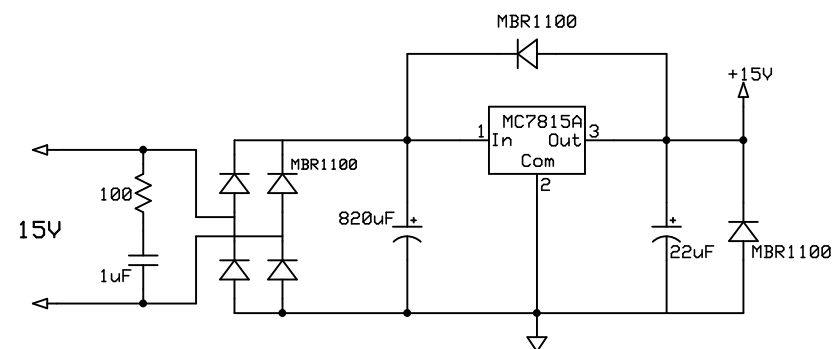 MBR1100
+15V
1 MC7815A 3
In Out
Com
2
MBR1100
100
820uF +
+
15V
22uF
MBR1100
1uF